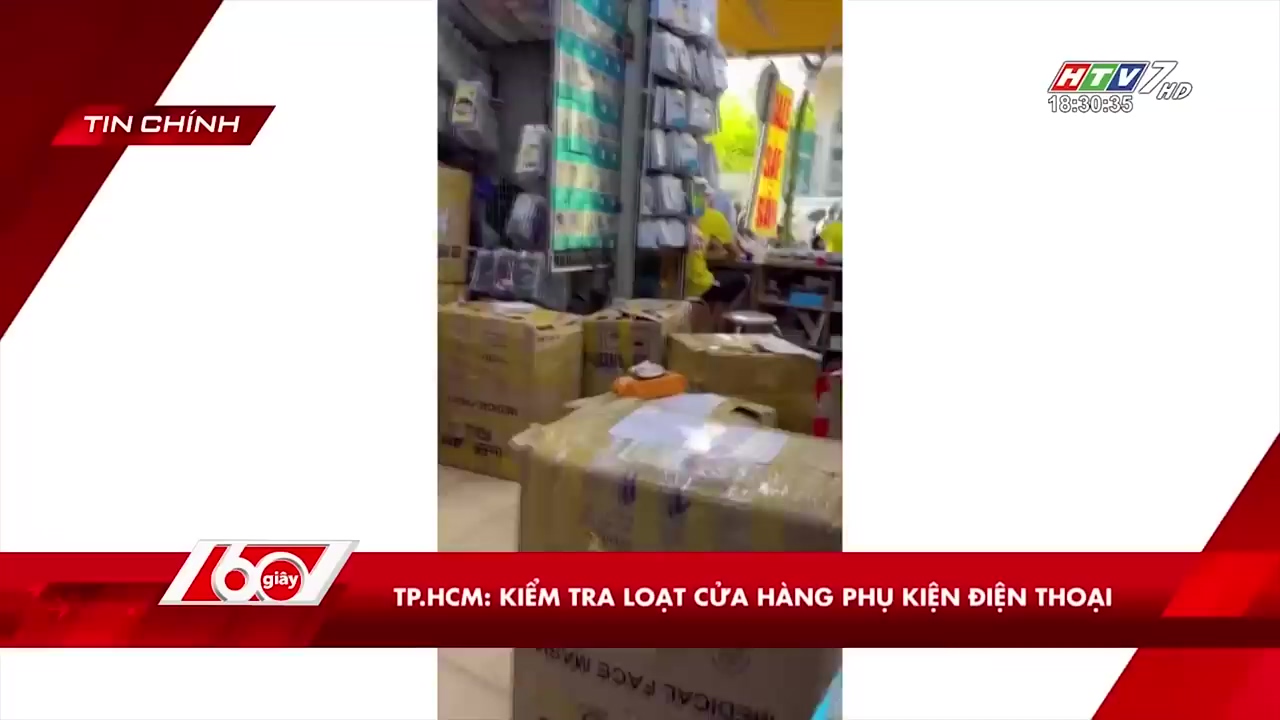 TIN CHÍNH
HTV7 HD
18:30:35
MEDICAL
60 giây
TP.HCM: KIỂM TRA LOẠT CỬA HÀNG PHỤ KIỆN ĐIỆN THOẠI
MEDICAL FACE MASK